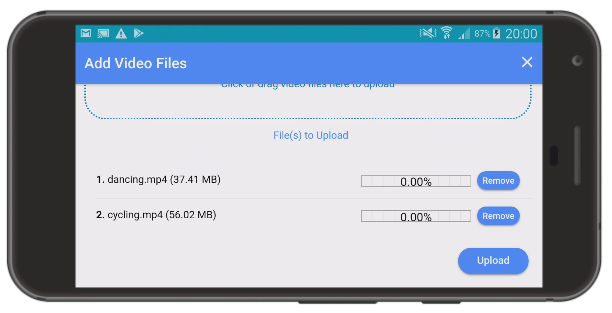 87% 20:00
Add Video Files ×
Click or drag video files here to upload
File(s) to Upload
1. dancing.mp4 (37.41 MB) 0.00% Remove
2. cycling.mp4 (56.02 MB) 0.00% Remove
Upload